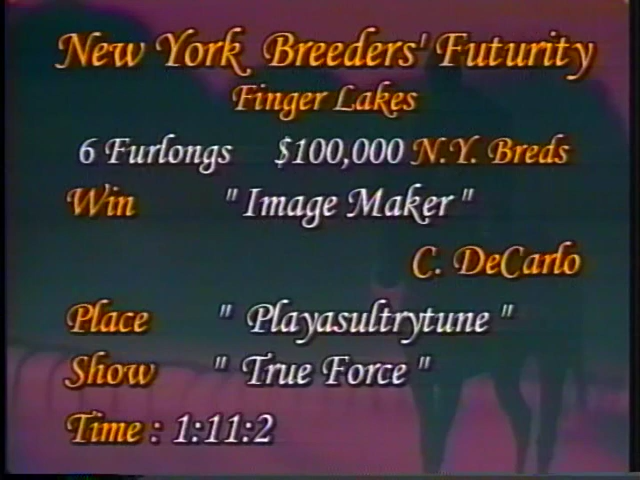 New York Breeders' Futurity
Finger Lakes
6 Furlongs $100,000 N.Y. Breds
Win " Image Maker "
C. DeCarlo
Place " Playasultrytune "
Show " True Force "
Time : 1:11:2